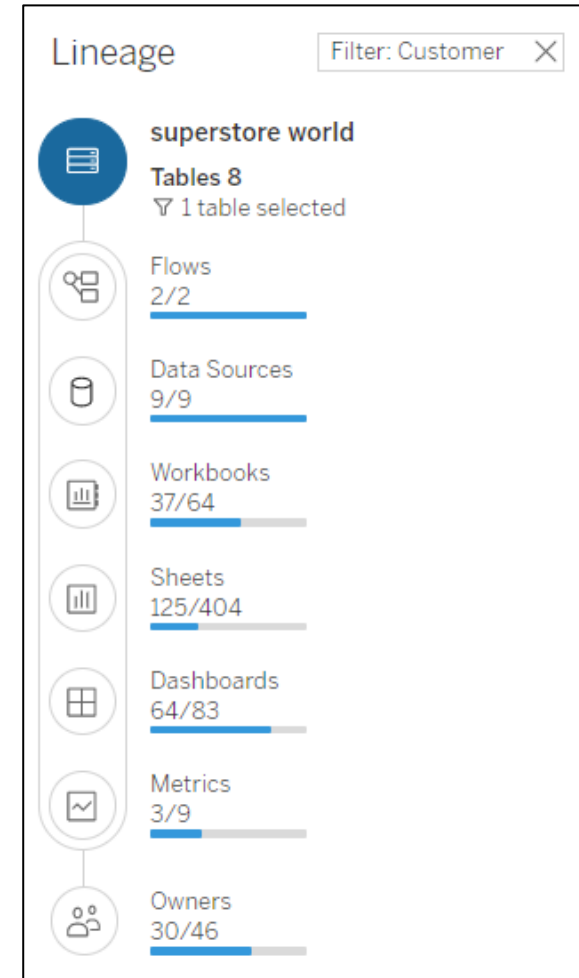 Lineage
Filter: Customer
superstore world
Tables 8
1 table selected
Flows
2/2
Data Sources
9/9
Workbooks
37/64
Sheets
125/404
Dashboards
64/83
Metrics
3/9
Owners
30/46